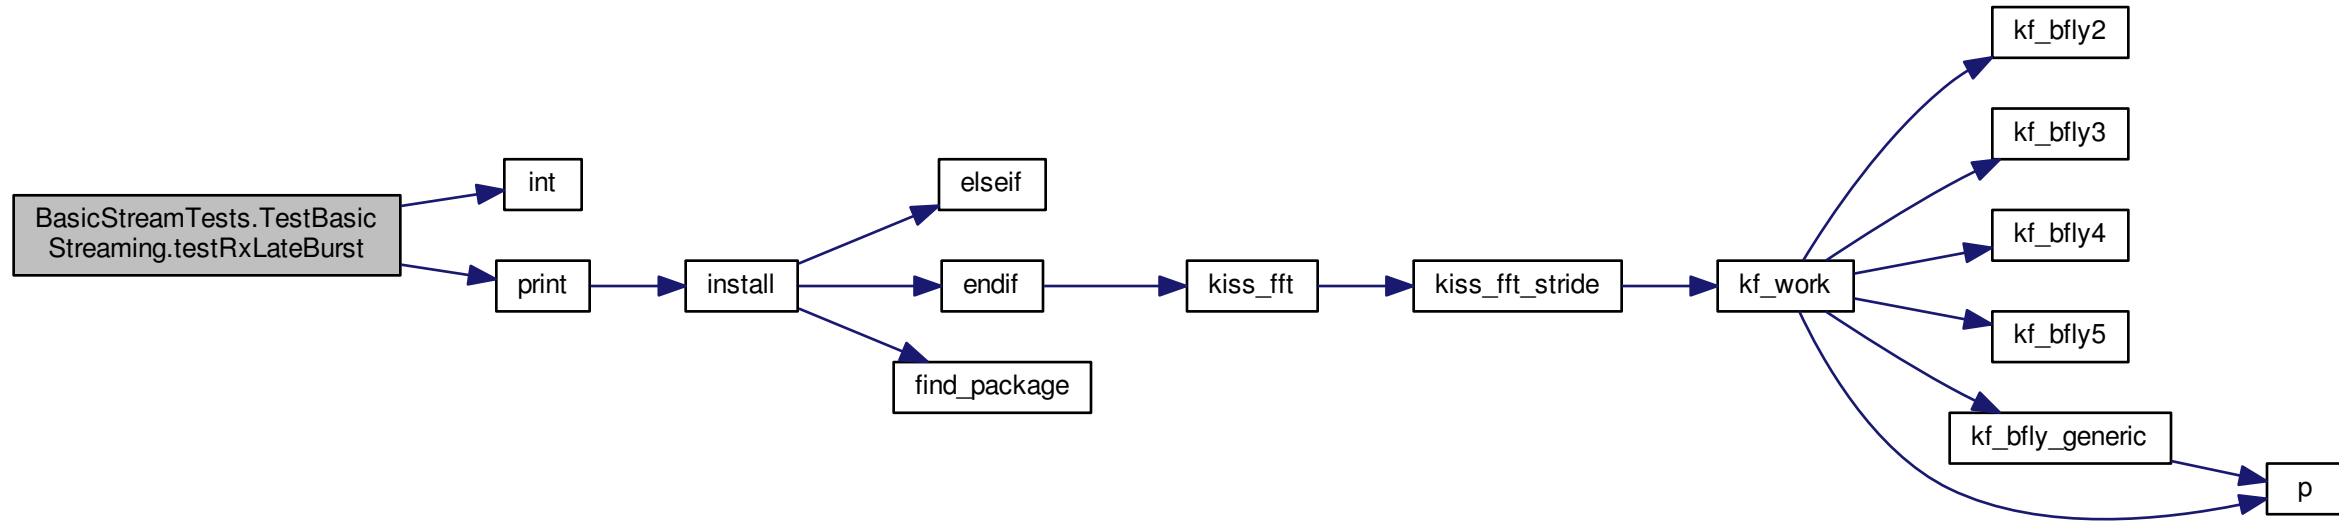 BasicStreamTests.TestBasic
Streaming.testRxLateBurst
int
print
install
elseif
endif
find_package
kiss_fft
kiss_fft_stride
kf_work
kf_bfly2
kf_bfly3
kf_bfly4
kf_bfly5
kf_bfly_generic
p